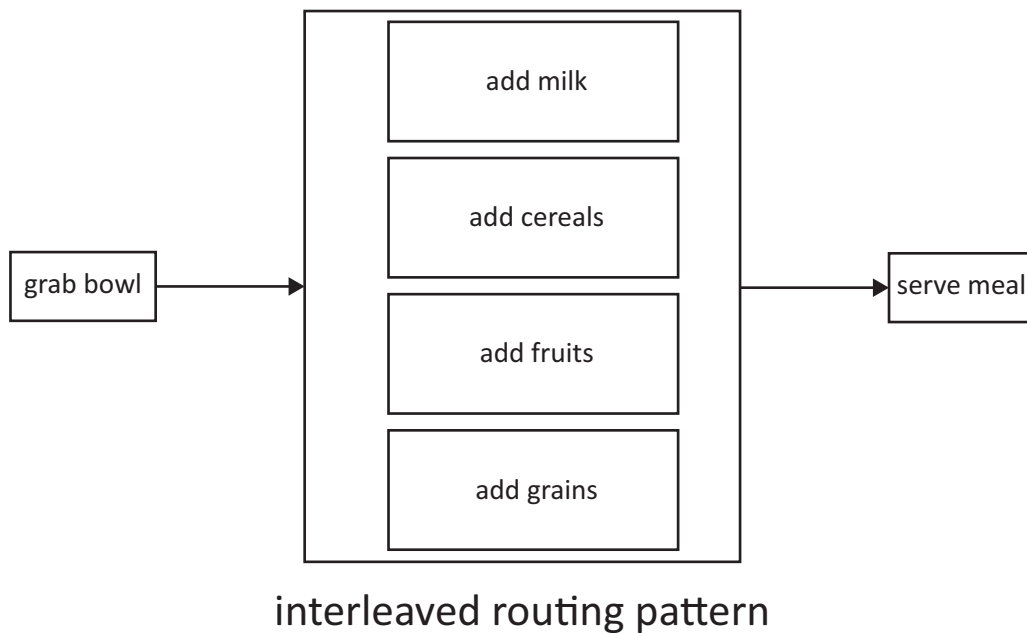 add milk
add cereals
grab bowl
serve meal
add fruits
add grains
interleaved routing pattern